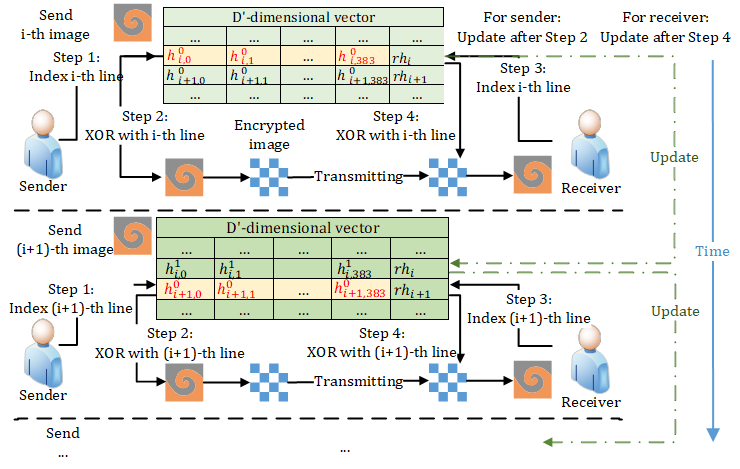 Send
i-th image
D'-dimensional vector
For sender:
Update after Step 2
For receiver:
Update after Step 4
... ... ... ... ...
h^0_{i,0} h^0_{i,1} ... h^0_{i,383} rh_i
h^0_{i+1,0} h^0_{i+1,1} ... h^0_{i+1,383} rh_{i+1}
... ... ... ... ...
Step 1:
Index i-th line
Step 3:
Index i-th line
Step 2:
XOR with i-th line
Encrypted
image
Step 4:
XOR with i-th line
Sender
Transmitting
Receiver
Update
Send
(i+1)-th image
D'-dimensional vector
... ... ... ... ...
h^1_{i,0} h^1_{i,1} ... h^1_{i,383} rh_i
h^0_{i+1,0} h^0_{i+1,1} ... h^0_{i+1,383} rh_{i+1}
... ... ... ... ...
Time
Step 1:
Index (i+1)-th line
Step 3:
Index (i+1)-th line
Update
Step 2:
XOR with (i+1)-th line
Step 4:
XOR with (i+1)-th line
Sender
Transmitting
Receiver
Send
...
...